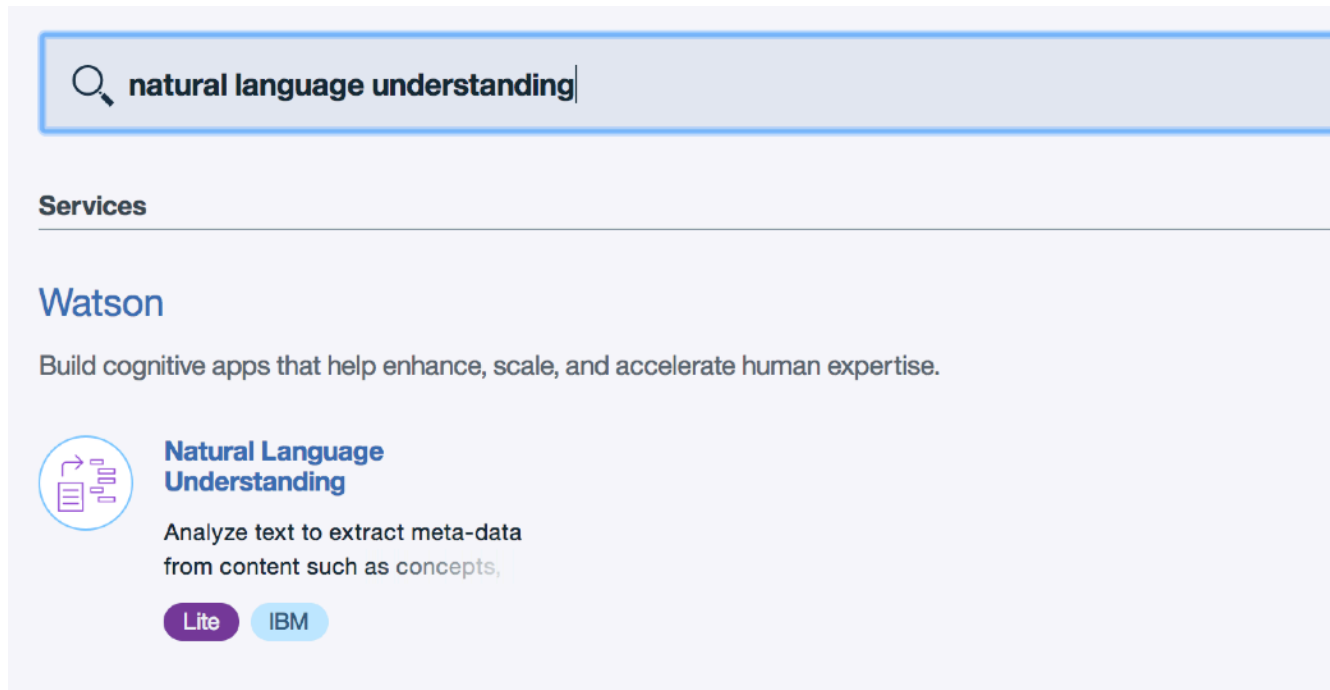 natural language understanding
Services
Watson
Build cognitive apps that help enhance, scale, and accelerate human expertise.
Natural Language
Understanding
Analyze text to extract meta-data
from content such as concepts,
Lite IBM